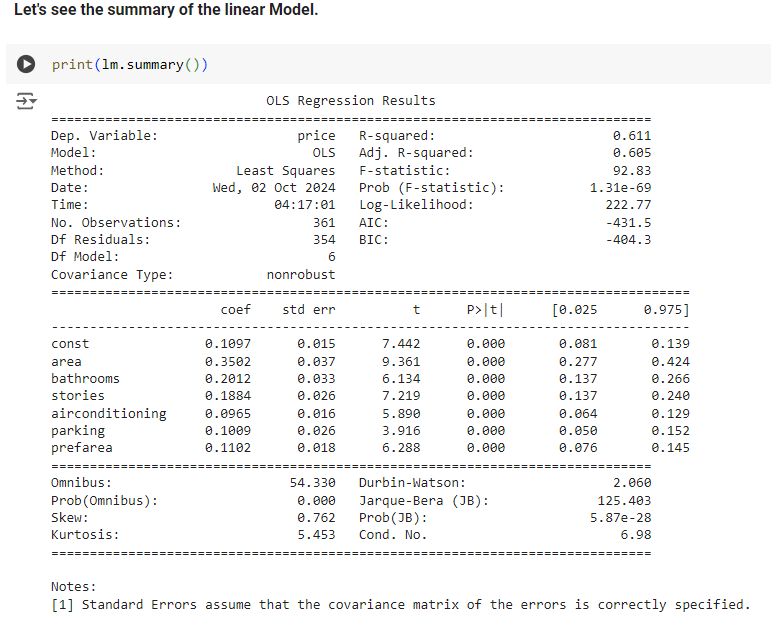 Let's see the summary of the linear Model.
print(lm.summary())
OLS Regression Results
==============================================================================
Dep. Variable: price R-squared: 0.611
Model: OLS Adj. R-squared: 0.605
Method: Least Squares F-statistic: 92.83
Date: Wed, 02 Oct 2024 Prob (F-statistic): 1.31e-69
Time: 04:17:01 Log-Likelihood: 222.77
No. Observations: 361 AIC: -431.5
Df Residuals: 354 BIC: -404.3
Df Model: 6
Covariance Type: nonrobust
===================================================================================
coef std err t P>|t| [0.025 0.975]
-----------------------------------------------------------------------------------
const 0.1097 0.015 7.442 0.000 0.081 0.139
area 0.3502 0.037 9.361 0.000 0.277 0.424
bathrooms 0.2012 0.033 6.134 0.000 0.137 0.266
stories 0.1884 0.026 7.219 0.000 0.137 0.240
airconditioning 0.0965 0.016 5.890 0.000 0.064 0.129
parking 0.1009 0.026 3.916 0.000 0.050 0.152
prefarea 0.1102 0.018 6.288 0.000 0.076 0.145
==============================================================================
Omnibus: 54.330 Durbin-Watson: 2.060
Prob(Omnibus): 0.000 Jarque-Bera (JB): 125.403
Skew: 0.762 Prob(JB): 5.87e-28
Kurtosis: 5.453 Cond. No. 6.98
==============================================================================
Notes:
[1] Standard Errors assume that the covariance matrix of the errors is correctly specified.